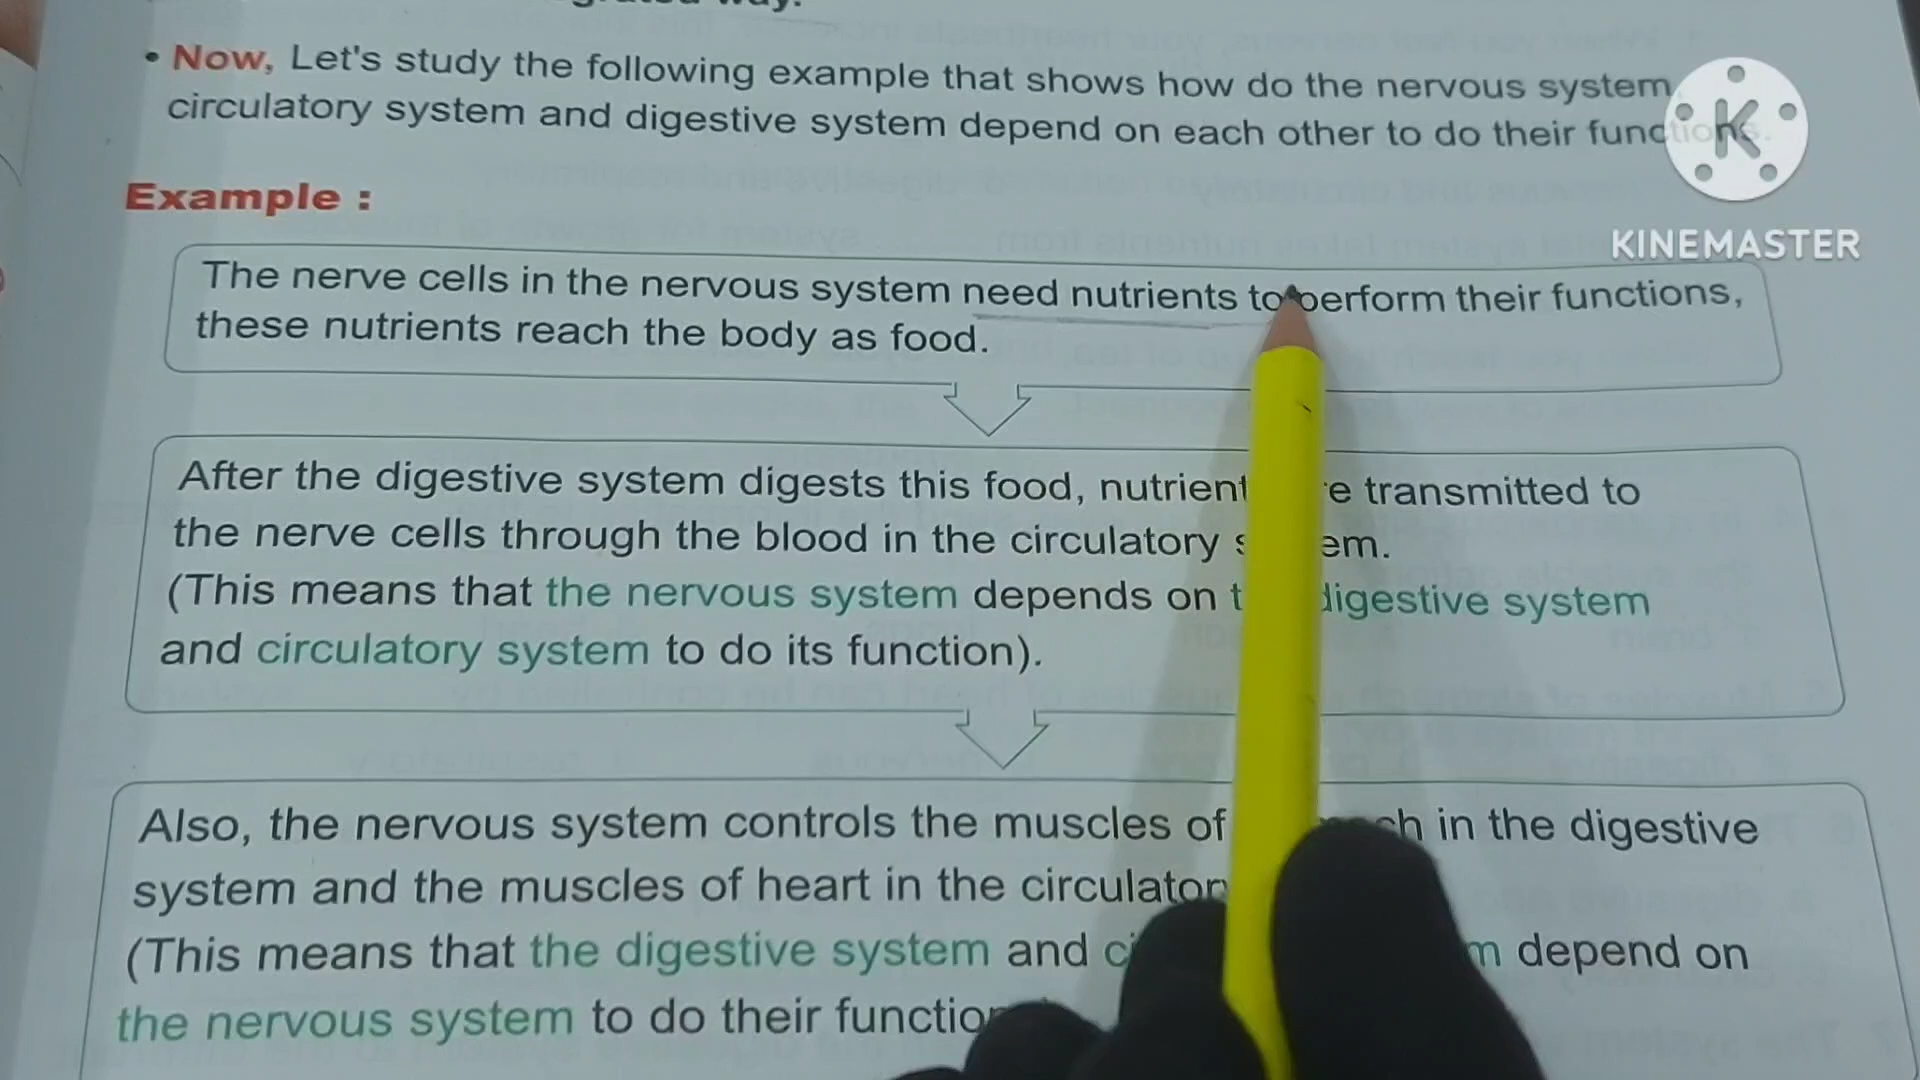 way.
• Now, Let's study the following example that shows how do the nervous system
circulatory system and digestive system depend on each other to do their functions.
K
KINEMASTER
Example :
The nerve cells in the nervous system need nutrients to perform their functions,
these nutrients reach the body as food.
After the digestive system digests this food, nutrient transmitted to
the nerve cells through the blood in the circulatory
(This means that the nervous system depends on digestive system
and circulatory system to do its function).
Also, the nervous system controls the muscles of in the digestive
system and the muscles of heart in the circulatory
(This means that the digestive system and depend on
the nervous system to do their function